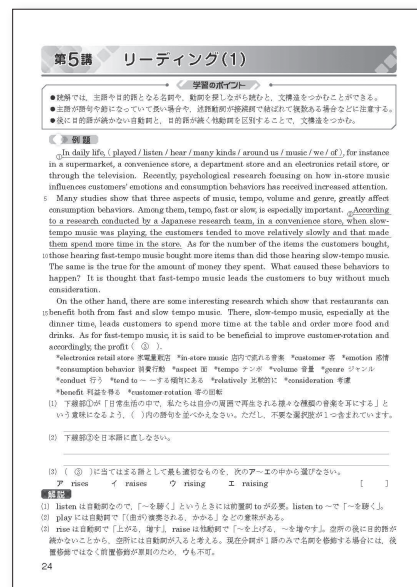 第5講 リーディング(1)
学習のポイント
●読解では，主語や目的語となる名詞や，動詞を探しながら読むと，文構造をつかむことができる。
●主語が語句や節になっていて長い場合や，述語動詞が接続詞で結ばれて複数ある場合などに注意する。
●後に目的語が続かない自動詞と，目的語が続く他動詞を区別することで，文構造をつかむ。
例題
①In daily life, ( played / listen / hear / many kinds / around us / music / we / of ), for instance
in a supermarket, a convenience store, a department store and an electronics retail store, or
through the television. Recently, psychological research focusing on how in-store music
influences customers' emotions and consumption behaviors has received increased attention.
5 Many studies show that three aspects of music, tempo, volume and genre, greatly affect
consumption behaviors. Among them, tempo, fast or slow, is especially important. ②According
to a research conducted by a Japanese research team, in a convenience store, when slow-
tempo music was playing, the customers tended to move relatively slowly and that made
them spend more time in the store. As for the number of the items the customers bought,
10 those hearing fast-tempo music bought more items than did those hearing slow-tempo music.
The same is the true for the amount of money they spent. What caused these behaviors to
happen? It is thought that fast-tempo music leads the customers to buy without much
consideration.
On the other hand, there are some interesting research which show that restaurants can
15 benefit both from fast and slow tempo music. There, slow-tempo music, especially at the
dinner time, leads customers to spend more time at the table and order more food and
drinks. As for fast-tempo music, it is said to be beneficial to improve customer-rotation and
accordingly, the profit ( ③ ).
*electronics retail store 家電量販店 *in-store music 店内で流れる音楽 *customer 客 *emotion 感情
*consumption behavior 消費行動 *aspect 面 *tempo テンポ *volume 音量 *genre ジャンル
*conduct 行う *tend to ～ ～する傾向にある *relatively 比較的に *consideration 考慮
*benefit 利益を得る *customer-rotation 客の回転
(1) 下線部①が「日常生活の中で，私たちは自分の周囲で再生される様々な種類の音楽を耳にする」と
いう意味になるよう，( )内の語句を並べかえなさい。ただし，不要な選択肢が1つ含まれています。
(2) 下線部②を日本語に直しなさい。
(3) ( ③ )に当てはまる語として最も適切なものを，次のア～エの中から選びなさい。
ア rises イ raises ウ rising エ raising [ ]
解説
(1) listen は自動詞なので，「～を聴く」というときには前置詞 to が必要。listen to ～で「～を聴く」。
(2) play には自動詞で「(曲が)演奏される，かかる」などの意味がある。
(3) rise は自動詞で「上がる，増す」，raise は他動詞で「～を上げる，～を増やす」。空所の後に目的語が
続かないことから，空所には自動詞が入ると考える。現在分詞が1語のみで名詞を修飾する場合には，後
置修飾ではなく前置修飾が原則のため，ウも不可。
24